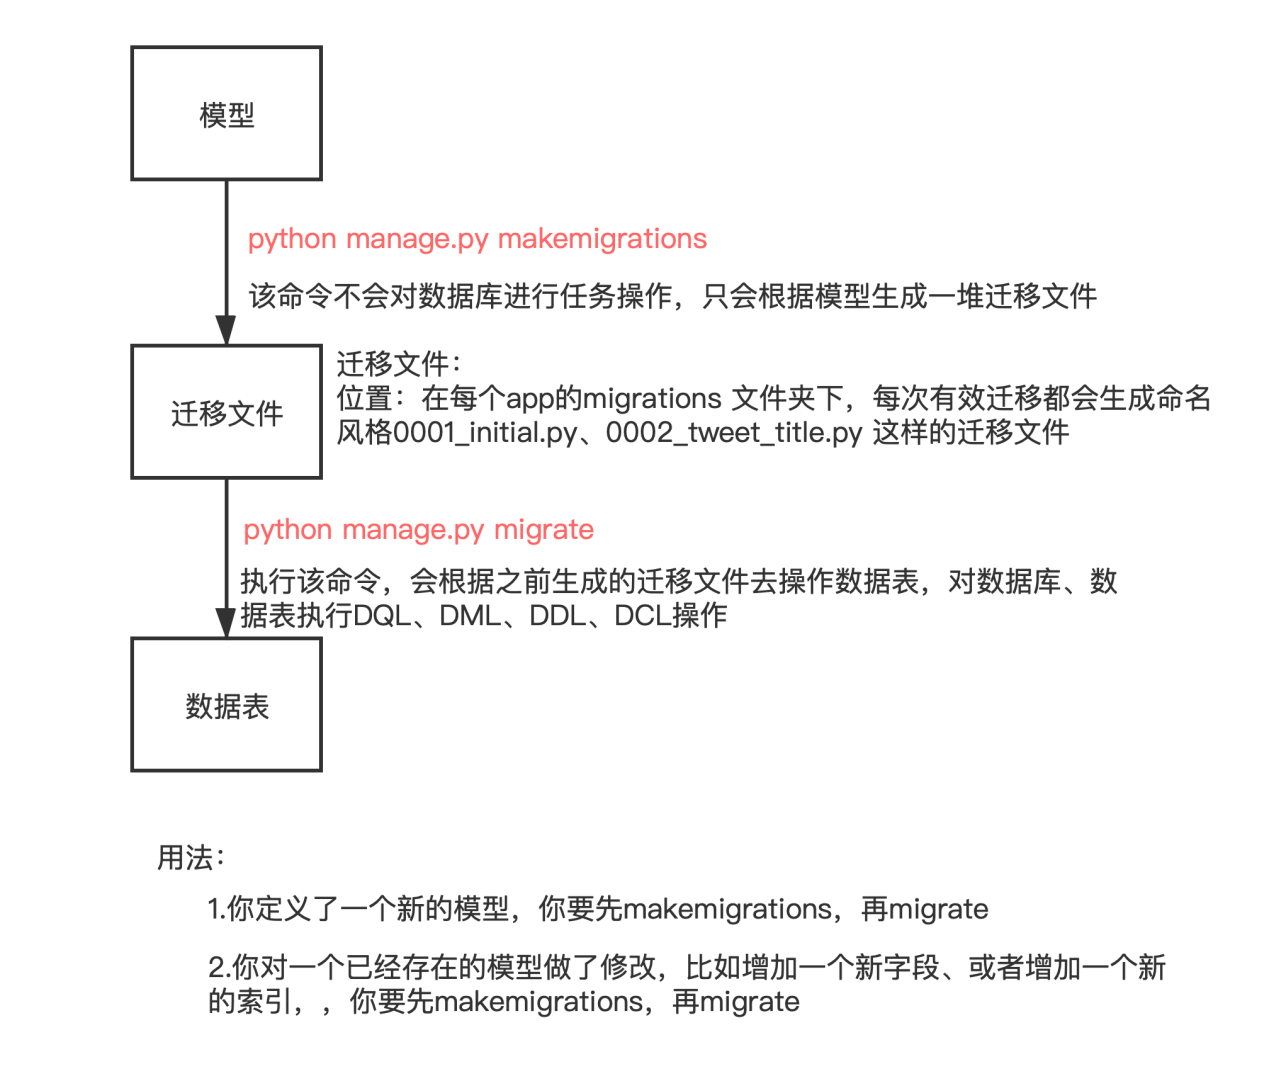 模型
python manage.py makemigrations
该命令不会对数据库进行任务操作，只会根据模型生成一堆迁移文件
迁移文件
迁移文件：
位置：在每个app的migrations 文件夹下，每次有效迁移都会生成命名
风格0001_initial.py、0002_tweet_title.py 这样的迁移文件
python manage.py migrate
执行该命令，会根据之前生成的迁移文件去操作数据表，对数据库、数
据表执行DQL、DML、DDL、DCL操作
数据表
用法：
1.你定义了一个新的模型，你要先makemigrations，再migrate
2.你对一个已经存在的模型做了修改，比如增加一个新字段、或者增加一个新
的索引，，你要先makemigrations，再migrate